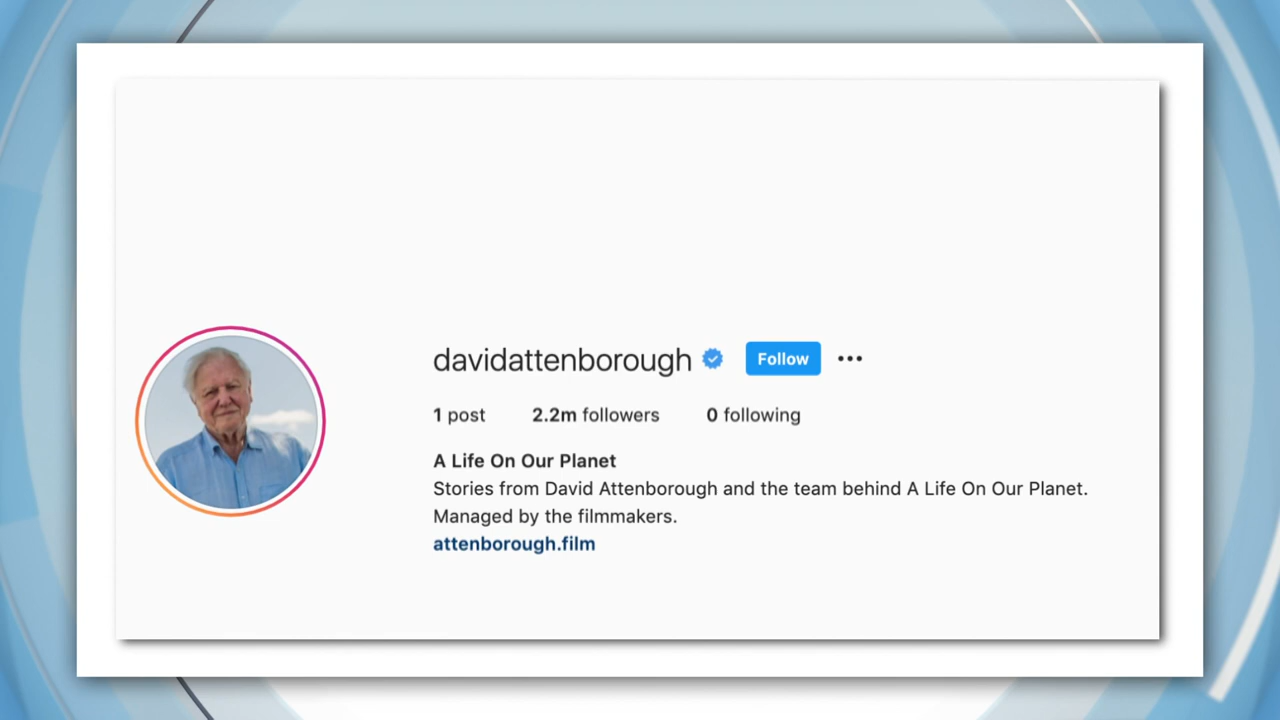 davidattenborough Follow
1 post 2.2m followers 0 following
A Life On Our Planet
Stories from David Attenborough and the team behind A Life On Our Planet.
Managed by the filmmakers.
attenborough.film